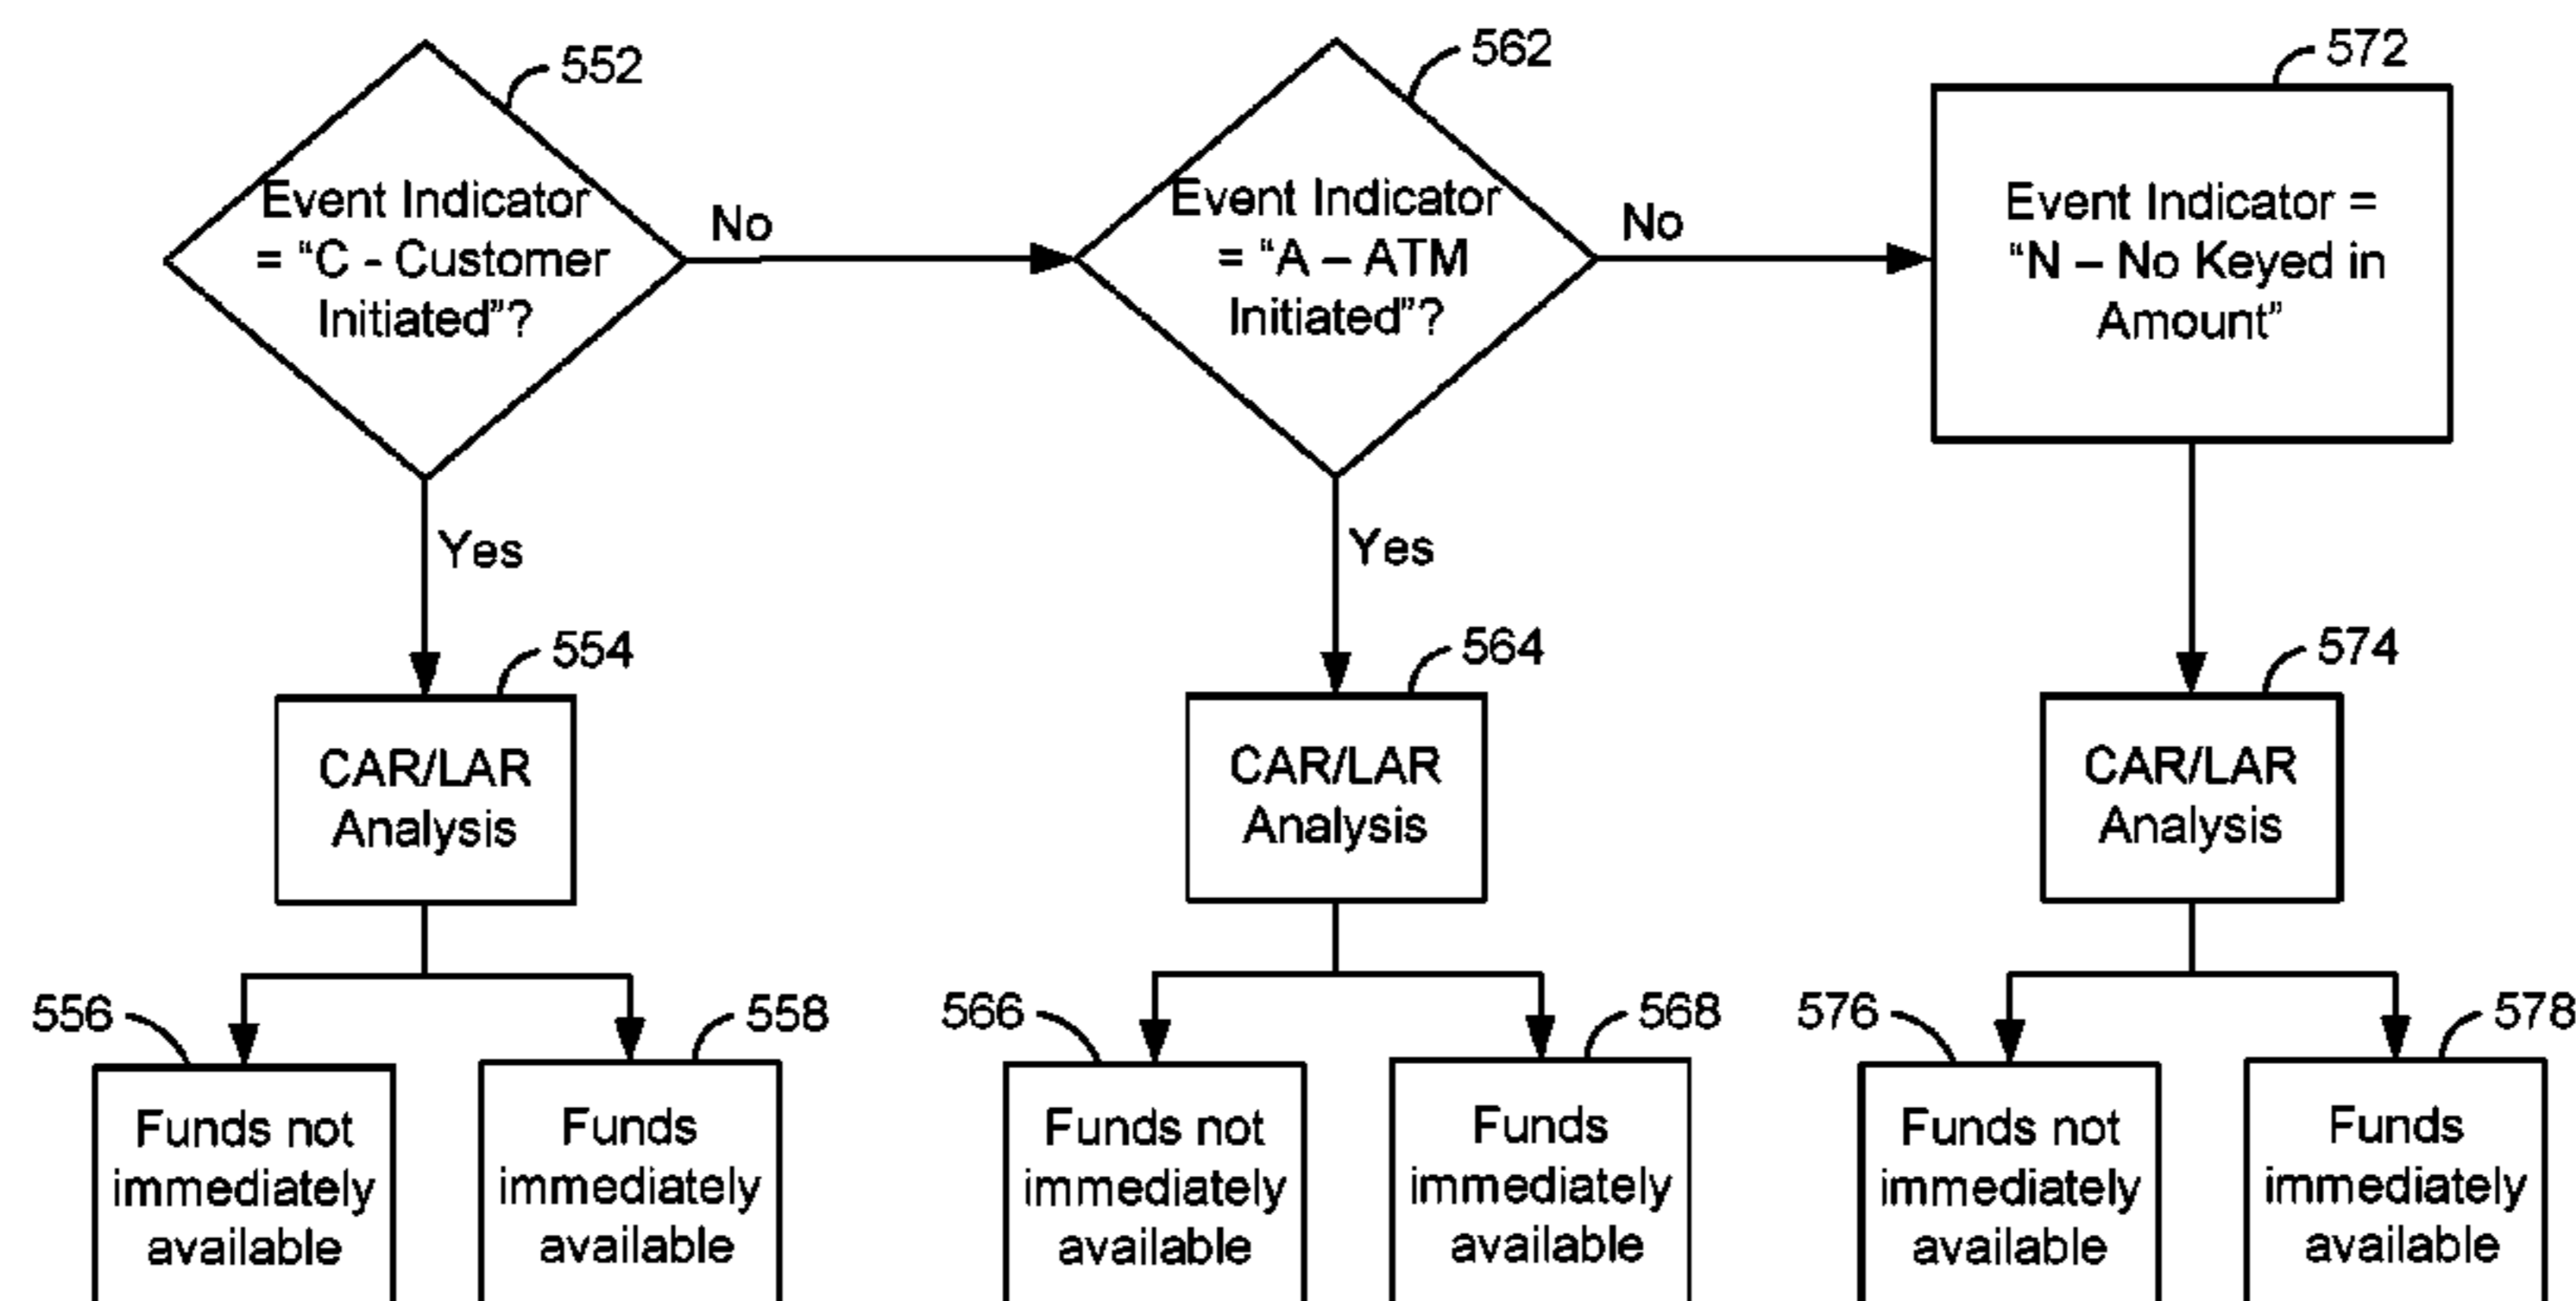 552
Event Indicator
= “C - Customer
Initiated”?
No
562
Event Indicator
= “A – ATM
Initiated”?
No
572
Event Indicator =
“N – No Keyed in
Amount”
Yes
Yes
554
CAR/LAR
Analysis
564
CAR/LAR
Analysis
574
CAR/LAR
Analysis
556
Funds not
immediately
available
558
Funds
immediately
available
566
Funds not
immediately
available
568
Funds
immediately
available
576
Funds not
immediately
available
578
Funds
immediately
available